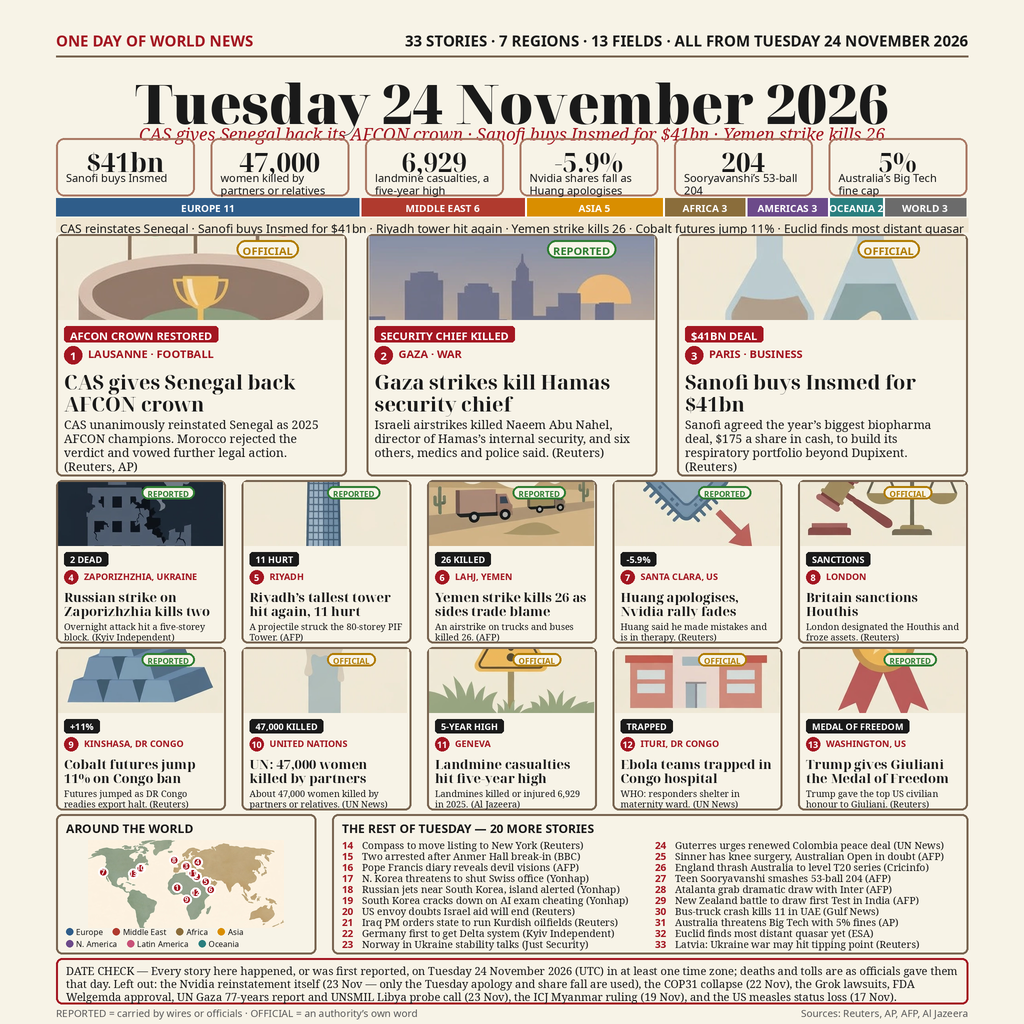 ONE DAY OF WORLD NEWS
33 STORIES · 7 REGIONS · 13 FIELDS · ALL FROM TUESDAY 24 NOVEMBER 2026
Tuesday 24 November 2026
CAS gives Senegal back its AFCON crown · Sanofi buys Insmed for $41bn · Yemen strike kills 26
$41bn
Sanofi buys Insmed
47,000
women killed by
partners or relatives
6,929
landmine casualties, a
five-year high
-5.9%
Nvidia shares fall as
Huang apologises
204
Sooryavanshi's 53-ball
204
5%
Australia's Big Tech
fine cap
EUROPE 11
MIDDLE EAST 6
ASIA 5
AFRICA 3
AMERICAS 3
OCEANIA 2
WORLD 3
CAS reinstates Senegal · Sanofi buys Insmed for $41bn · Riyadh tower hit again · Yemen strike kills 26 · Cobalt futures jump 11% · Euclid finds most distant quasar
OFFICIAL
AFCON CROWN RESTORED
1 LAUSANNE · FOOTBALL
CAS gives Senegal back
AFCON crown
CAS unanimously reinstated Senegal as 2025
AFCON champions. Morocco rejected the
verdict and vowed further legal action.
(Reuters, AP)
REPORTED
SECURITY CHIEF KILLED
2 GAZA · WAR
Gaza strikes kill Hamas
security chief
Israeli airstrikes killed Naeem Abu Nahel,
director of Hamas's internal security, and six
others, medics and police said. (Reuters)
OFFICIAL
$41BN DEAL
3 PARIS · BUSINESS
Sanofi buys Insmed for
$41bn
Sanofi agreed the year's biggest biopharma
deal, $175 a share in cash, to build its
respiratory portfolio beyond Dupixent.
(Reuters)
REPORTED
2 DEAD
4 ZAPORIZHZHIA, UKRAINE
Russian strike on
Zaporizhzhia kills two
Overnight attack hit a five-storey
block. (Kyiv Independent)
REPORTED
11 HURT
5 RIYADH
Riyadh's tallest tower
hit again, 11 hurt
A projectile struck the 80-storey PIF
Tower. (AFP)
REPORTED
26 KILLED
6 LAHJ, YEMEN
Yemen strike kills 26 as
sides trade blame
An airstrike on trucks and buses
killed 26. (AFP)
REPORTED
-5.9%
7 SANTA CLARA, US
Huang apologises,
Nvidia rally fades
Huang said he made mistakes and
is in therapy. (Reuters)
OFFICIAL
SANCTIONS
8 LONDON
Britain sanctions
Houthis
London designated the Houthis and
froze assets. (Reuters)
REPORTED
+11%
9 KINSHASA, DR CONGO
Cobalt futures jump
11% on Congo ban
Futures jumped as DR Congo
readies export halt. (Reuters)
OFFICIAL
47,000 KILLED
10 UNITED NATIONS
UN: 47,000 women
killed by partners
About 47,000 women killed by
partners or relatives. (UN News)
OFFICIAL
5-YEAR HIGH
11 GENEVA
Landmine casualties
hit five-year high
Landmines killed or injured 6,929
in 2025. (Al Jazeera)
OFFICIAL
TRAPPED
12 ITURI, DR CONGO
Ebola teams trapped in
Congo hospital
WHO: responders shelter in
maternity ward. (UN News)
REPORTED
MEDAL OF FREEDOM
13 WASHINGTON, US
Trump gives Giuliani
the Medal of Freedom
Trump gave the top US civilian
honour to Giuliani. (Reuters)
AROUND THE WORLD
Europe
Middle East
Africa
Asia
N. America
Latin America
Oceania
THE REST OF TUESDAY — 20 MORE STORIES
14 Compass to move listing to New York (Reuters)
15 Two arrested after Anmer Hall break-in (BBC)
16 Pope Francis diary reveals devil visions (AFP)
17 N. Korea threatens to shut Swiss office (Yonhap)
18 Russian jets near South Korea, island alerted (Yonhap)
19 South Korea cracks down on AI exam cheating (Yonhap)
20 US envoy doubts Israel aid will end (Reuters)
21 Iraq PM orders state to run Kurdish oilfields (Reuters)
22 Germany first to get Delta system (Kyiv Independent)
23 Norway in Ukraine stability talks (Just Security)
24 Guterres urges renewed Colombia peace deal (UN News)
25 Sinner has knee surgery, Australian Open in doubt (AFP)
26 England thrash Australia to level T20 series (Cricinfo)
27 Teen Sooryavanshi smashes 53-ball 204 (AFP)
28 Atalanta grab dramatic draw with Inter (AFP)
29 New Zealand battle to draw first Test in India (AFP)
30 Bus-truck crash kills 11 in UAE (Gulf News)
31 Australia threatens Big Tech with 5% fines (AP)
32 Euclid finds most distant quasar yet (ESA)
33 Latvia: Ukraine war may hit tipping point (Reuters)
DATE CHECK — Every story here happened, or was first reported, on Tuesday 24 November 2026 (UTC) in at least one time zone; deaths and tolls are as officials gave them
that day. Left out: the Nvidia reinstatement itself (23 Nov — only the Tuesday apology and share fall are used), the COP31 collapse (22 Nov), the Grok lawsuits, FDA
Welgemda approval, UN Gaza 77-years report and UNSMIL Libya probe call (23 Nov), the ICJ Myanmar ruling (19 Nov), and the US measles status loss (17 Nov).
REPORTED = carried by wires or officials · OFFICIAL = an authority's own word
Sources: Reuters, AP, AFP, Al Jazeera